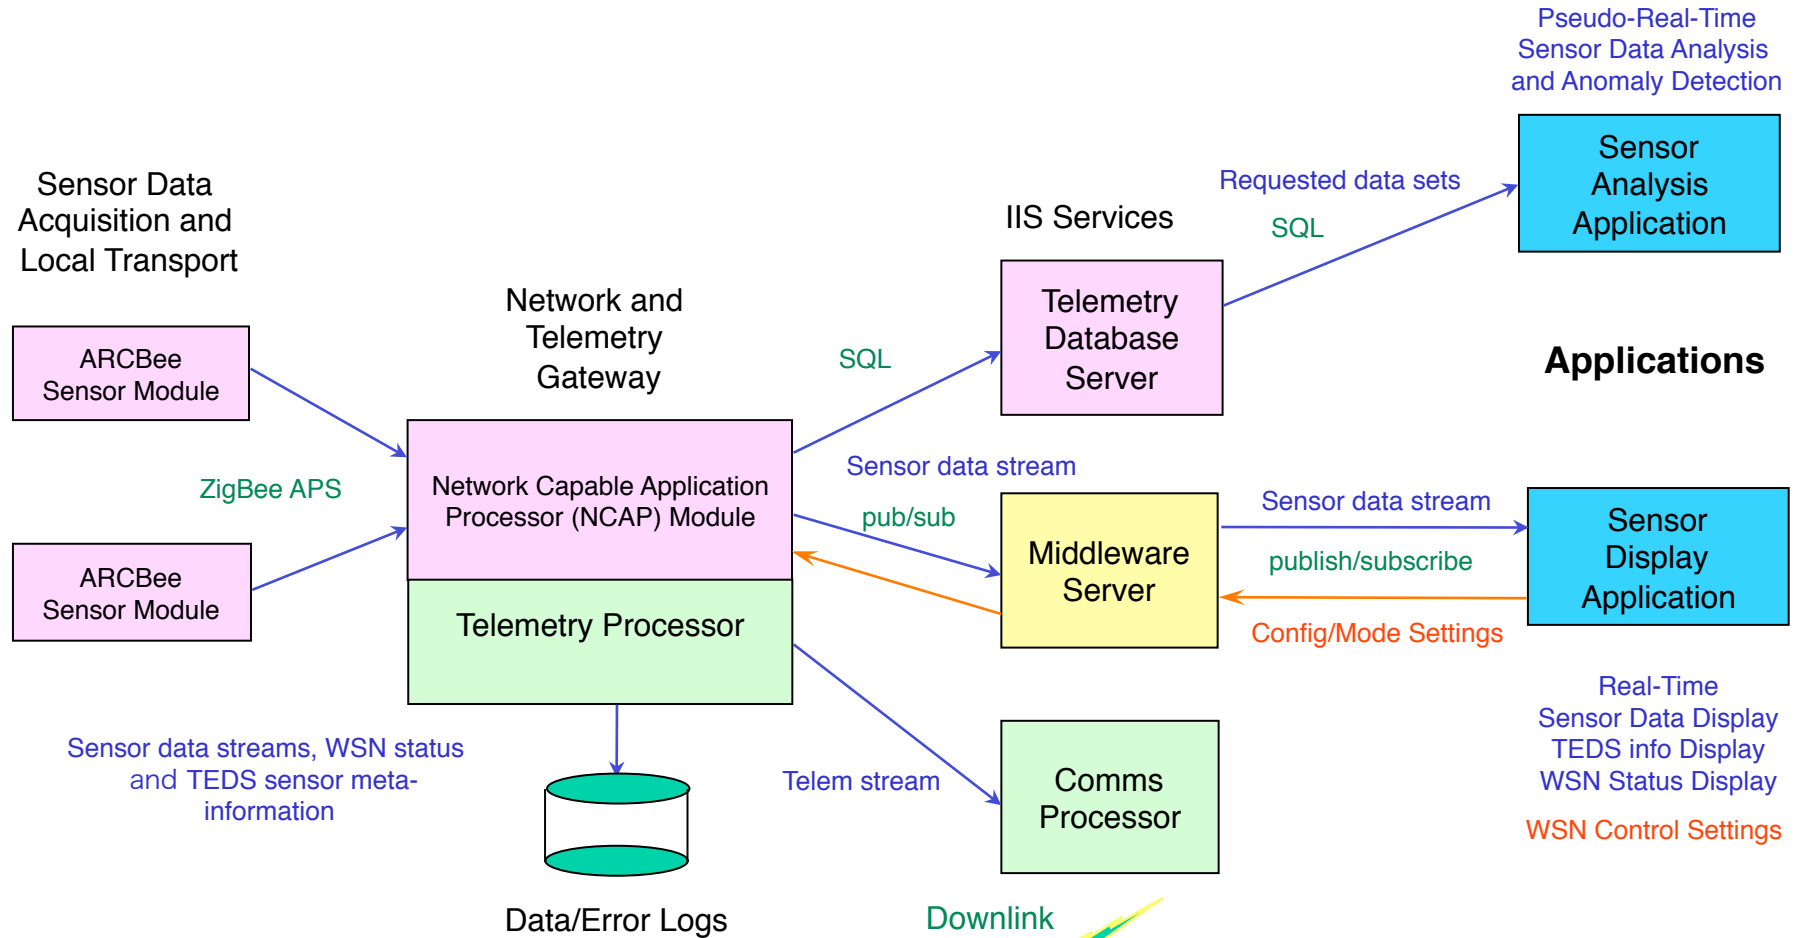 Pseudo-Real-Time
Sensor Data Analysis
and Anomaly Detection
Sensor
Analysis
Application
Sensor Data
Acquisition and
Local Transport
Requested data sets
SQL
IIS Services
Telemetry
Database
Server
Network and
Telemetry
Gateway
SQL
Applications
ARCBee
Sensor Module
ZigBee APS
ARCBee
Sensor Module
Network Capable Application
Processor (NCAP) Module
Telemetry Processor
Sensor data stream
pub/sub
Middleware
Server
Sensor data stream
publish/subscribe
Config/Mode Settings
Sensor
Display
Application
Real-Time
Sensor Data Display
TEDS info Display
WSN Status Display
WSN Control Settings
Sensor data streams, WSN status
and TEDS sensor meta-
information
Telem stream
Comms
Processor
Data/Error Logs
Downlink